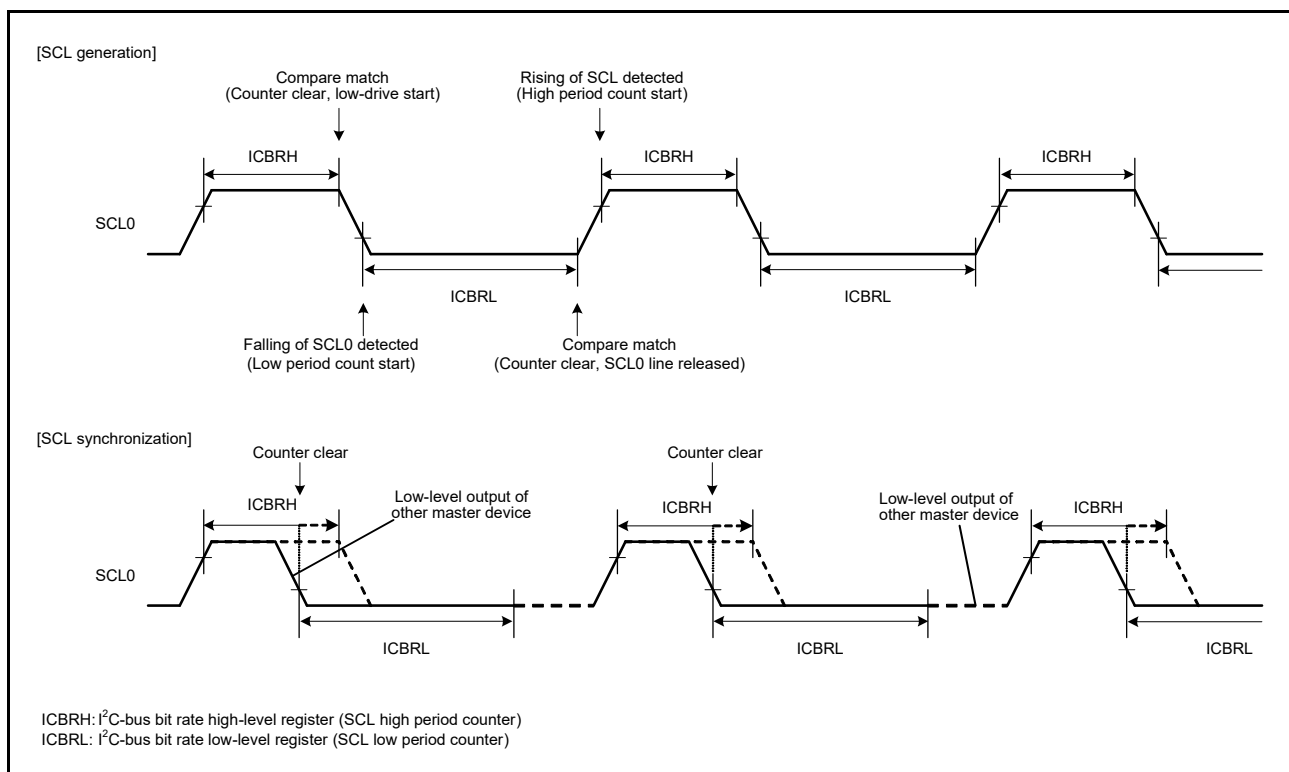 [SCL generation]
Compare match
(Counter clear, low-drive start)
Rising of SCL detected
(High period count start)
ICBRH
ICBRH
ICBRH
SCL0
ICBRL
ICBRL
Falling of SCL0 detected
(Low period count start)
Compare match
(Counter clear, SCL0 line released)
[SCL synchronization]
Counter clear
Counter clear
ICBRH
Low-level output of
other master device
ICBRH
Low-level output of
other master device
ICBRH
SCL0
ICBRL
ICBRL
ICBRL
ICBRH: I²C-bus bit rate high-level register (SCL high period counter)
ICBRL: I²C-bus bit rate low-level register (SCL low period counter)